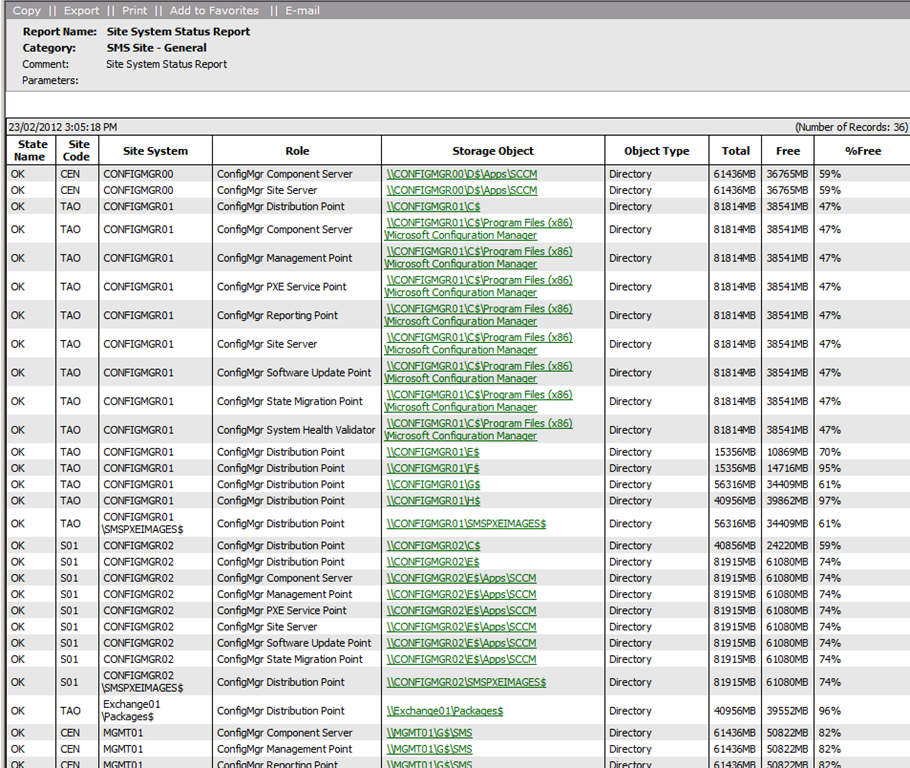 Copy || Export || Print || Add to Favorites || E-mail
Report Name: Site System Status Report
Category: SMS Site - General
Comment: Site System Status Report
Parameters:
23/02/2012 3:05:18 PM (Number of Records: 36)
State Name Site Code Site System Role Storage Object Object Type Total Free %Free
OK CEN CONFIGMGR00 ConfigMgr Component Server \\CONFIGMGR00\D$\Apps\SCCM Directory 61436MB 36765MB 59%
OK CEN CONFIGMGR00 ConfigMgr Site Server \\CONFIGMGR00\D$\Apps\SCCM Directory 61436MB 36765MB 59%
OK TAO CONFIGMGR01 ConfigMgr Distribution Point \\CONFIGMGR01\C$ Directory 81814MB 38541MB 47%
OK TAO CONFIGMGR01 ConfigMgr Component Server \\CONFIGMGR01\C$\Program Files (x86)\Microsoft Configuration Manager Directory 81814MB 38541MB 47%
OK TAO CONFIGMGR01 ConfigMgr Management Point \\CONFIGMGR01\C$\Program Files (x86)\Microsoft Configuration Manager Directory 81814MB 38541MB 47%
OK TAO CONFIGMGR01 ConfigMgr PXE Service Point \\CONFIGMGR01\C$\Program Files (x86)\Microsoft Configuration Manager Directory 81814MB 38541MB 47%
OK TAO CONFIGMGR01 ConfigMgr Reporting Point \\CONFIGMGR01\C$\Program Files (x86)\Microsoft Configuration Manager Directory 81814MB 38541MB 47%
OK TAO CONFIGMGR01 ConfigMgr Site Server \\CONFIGMGR01\C$\Program Files (x86)\Microsoft Configuration Manager Directory 81814MB 38541MB 47%
OK TAO CONFIGMGR01 ConfigMgr Software Update Point \\CONFIGMGR01\C$\Program Files (x86)\Microsoft Configuration Manager Directory 81814MB 38541MB 47%
OK TAO CONFIGMGR01 ConfigMgr State Migration Point \\CONFIGMGR01\C$\Program Files (x86)\Microsoft Configuration Manager Directory 81814MB 38541MB 47%
OK TAO CONFIGMGR01 ConfigMgr System Health Validator \\CONFIGMGR01\C$\Program Files (x86)\Microsoft Configuration Manager Directory 81814MB 38541MB 47%
OK TAO CONFIGMGR01 ConfigMgr Distribution Point \\CONFIGMGR01\E$ Directory 15356MB 10869MB 70%
OK TAO CONFIGMGR01 ConfigMgr Distribution Point \\CONFIGMGR01\F$ Directory 15356MB 14716MB 95%
OK TAO CONFIGMGR01 ConfigMgr Distribution Point \\CONFIGMGR01\G$ Directory 56316MB 34409MB 61%
OK TAO CONFIGMGR01 ConfigMgr Distribution Point \\CONFIGMGR01\H$ Directory 40956MB 39862MB 97%
OK TAO CONFIGMGR01\SMSPXEIMAGES$ ConfigMgr Distribution Point \\CONFIGMGR01\SMSPXEIMAGES$ Directory 56316MB 34409MB 61%
OK S01 CONFIGMGR02 ConfigMgr Distribution Point \\CONFIGMGR02\C$ Directory 40856MB 24220MB 59%
OK S01 CONFIGMGR02 ConfigMgr Distribution Point \\CONFIGMGR02\E$ Directory 81915MB 61080MB 74%
OK S01 CONFIGMGR02 ConfigMgr Component Server \\CONFIGMGR02\E$\Apps\SCCM Directory 81915MB 61080MB 74%
OK S01 CONFIGMGR02 ConfigMgr Management Point \\CONFIGMGR02\E$\Apps\SCCM Directory 81915MB 61080MB 74%
OK S01 CONFIGMGR02 ConfigMgr PXE Service Point \\CONFIGMGR02\E$\Apps\SCCM Directory 81915MB 61080MB 74%
OK S01 CONFIGMGR02 ConfigMgr Site Server \\CONFIGMGR02\E$\Apps\SCCM Directory 81915MB 61080MB 74%
OK S01 CONFIGMGR02 ConfigMgr Software Update Point \\CONFIGMGR02\E$\Apps\SCCM Directory 81915MB 61080MB 74%
OK S01 CONFIGMGR02 ConfigMgr State Migration Point \\CONFIGMGR02\E$\Apps\SCCM Directory 81915MB 61080MB 74%
OK S01 CONFIGMGR02\SMSPXEIMAGES$ ConfigMgr Distribution Point \\CONFIGMGR02\SMSPXEIMAGES$ Directory 81915MB 61080MB 74%
OK TAO Exchange01\Packages$ ConfigMgr Distribution Point \\Exchange01\Packages$ Directory 40956MB 39552MB 96%
OK CEN MGMT01 ConfigMgr Component Server \\MGMT01\G$\SMS Directory 61436MB 50822MB 82%
OK CEN MGMT01 ConfigMgr Management Point \\MGMT01\G$\SMS Directory 61436MB 50822MB 82%
OK CEN MGMT01 ConfigMgr Reporting Point \\MGMT01\G$\SMS Directory 61436MB 50822MB 82%